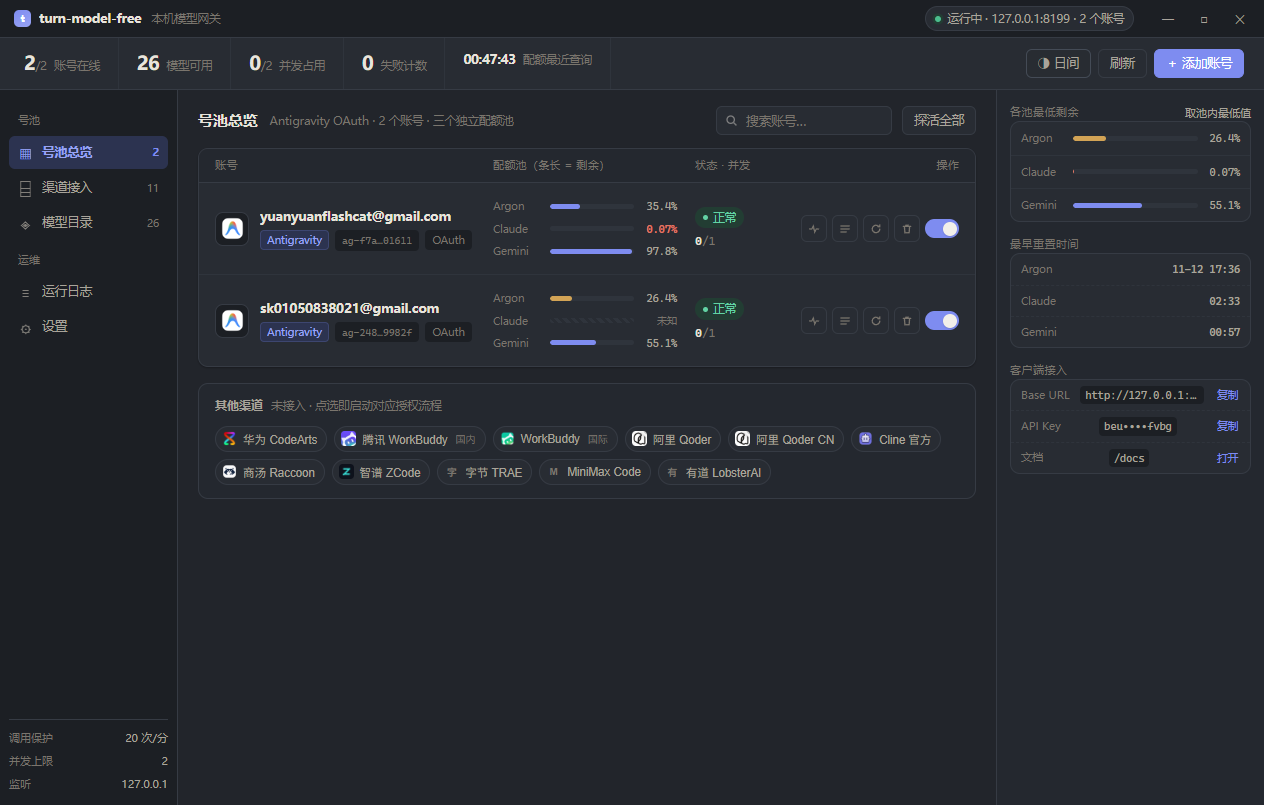 t turn-model-free 本机模型网关
运行中 · 127.0.0.1:8199 · 2 个账号
2/2 账号在线
26 模型可用
0/2 并发占用
0 失败计数
00:47:43 配额最近查询
日间
刷新
+ 添加账号
号池
号池总览 2
渠道接入 11
模型目录 26
运维
运行日志
设置
调用保护 20 次/分
并发上限 2
监听 127.0.0.1
号池总览 Antigravity OAuth · 2 个账号 · 三个独立配额池
搜索账号...
探活全部
账号 配额池（条长 = 剩余） 状态 · 并发 操作
yuanyuanflashcat@gmail.com
Antigravity ag-f7a…01611 OAuth
Argon 35.4%
Claude 0.07%
Gemini 97.8%
正常
0/1
sk01050838021@gmail.com
Antigravity ag-248…9982f OAuth
Argon 26.4%
Claude 未知
Gemini 55.1%
正常
0/1
其他渠道 未接入 · 点选即启动对应授权流程
华为 CodeArts
腾讯 WorkBuddy 国内
WorkBuddy 国际
阿里 Qoder
阿里 Qoder CN
Cline 官方
商汤 Raccoon
Z 智谱 ZCode
字 字节 TRAE
M MiniMax Code
有 有道 LobsterAI
各池最低剩余 取池内最低值
Argon 26.4%
Claude 0.07%
Gemini 55.1%
最早重置时间
Argon 11-12 17:36
Claude 02:33
Gemini 00:57
客户端接入
Base URL http://127.0.0.1:… 复制
API Key beu••••fvbg 复制
文档 /docs 打开